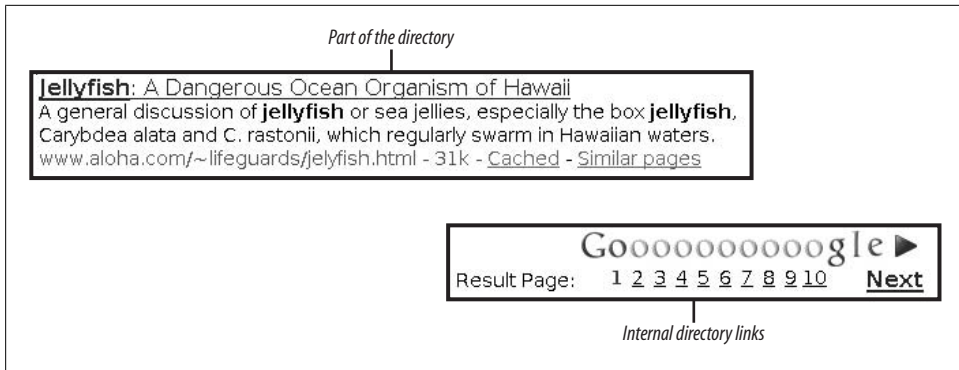 Part of the directory
Jellyfish: A Dangerous Ocean Organism of Hawaii
A general discussion of jellyfish or sea jellies, especially the box jellyfish,
Carybdea alata and C. rastonii, which regularly swarm in Hawaiian waters.
www.aloha.com/~lifeguards/jelyfish.html - 31k - Cached - Similar pages
Goooooooooogle
Result Page: 1 2 3 4 5 6 7 8 9 10 Next
Internal directory links